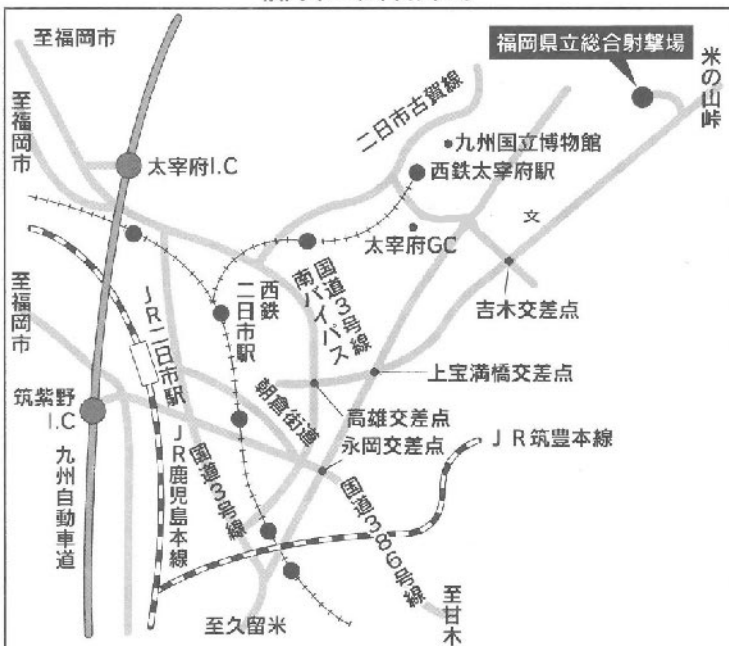 至福岡市
福岡県立総合射撃場
米の山峠
至福岡市
太宰府I.C
二日市古賀線
九州国立博物館
西鉄太宰府駅
文
太宰府GC
至福岡市
JR二日市駅
西鉄
二日市駅
国道3号線
南バイパス
吉木交差点
上宝満橋交差点
筑紫野
I.C
朝倉街道
高雄交差点
永岡交差点
JR筑豊本線
九州自動車道
JR鹿児島本線
国道3号線
国道386号線
至久留米
至甘木